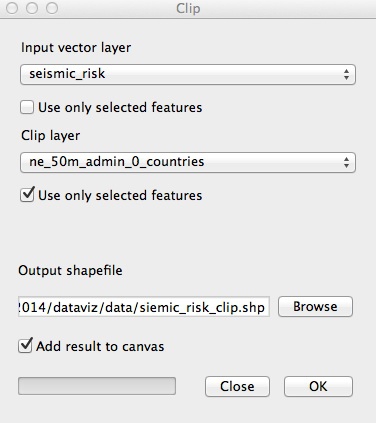 Clip
Input vector layer
seismic_risk
Use only selected features
Clip layer
ne_50m_admin_0_countries
Use only selected features
Output shapefile
2014/dataviz/data/siemic_risk_clip.shp
Browse
Add result to canvas
Close
OK